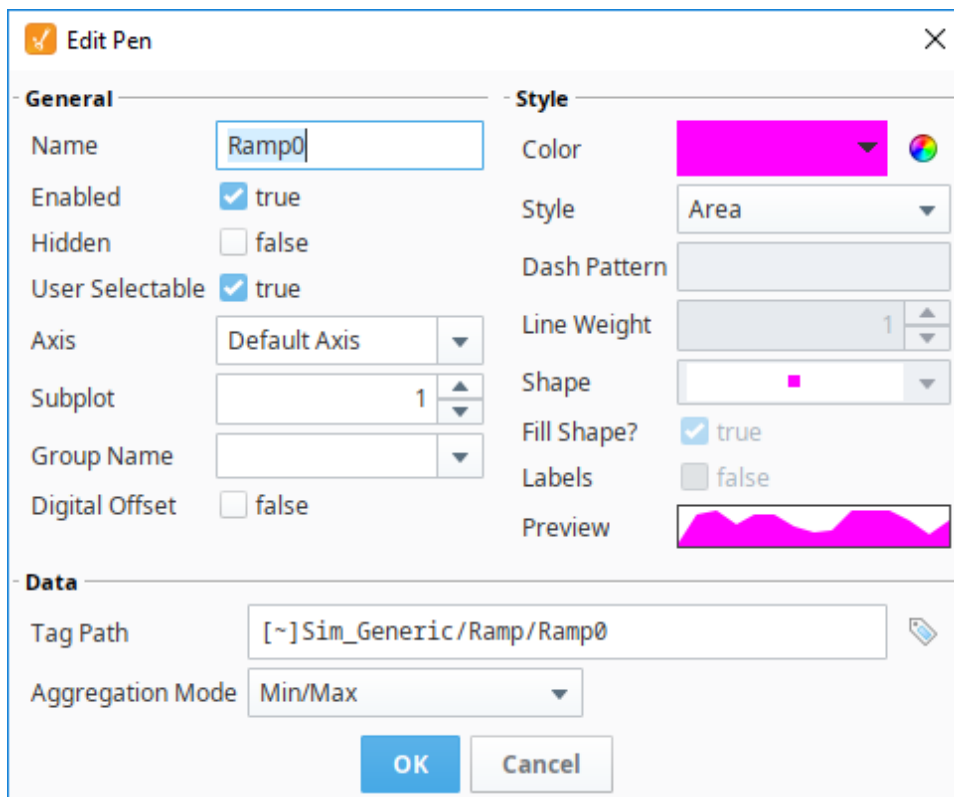 Edit Pen
General
Name Ramp0
Enabled true
Hidden false
User Selectable true
Axis Default Axis
Subplot 1
Group Name
Digital Offset false
Style
Color
Style Area
Dash Pattern
Line Weight 1
Shape
Fill Shape? true
Labels false
Preview
Data
Tag Path [~]Sim_Generic/Ramp/Ramp0
Aggregation Mode Min/Max
OK Cancel